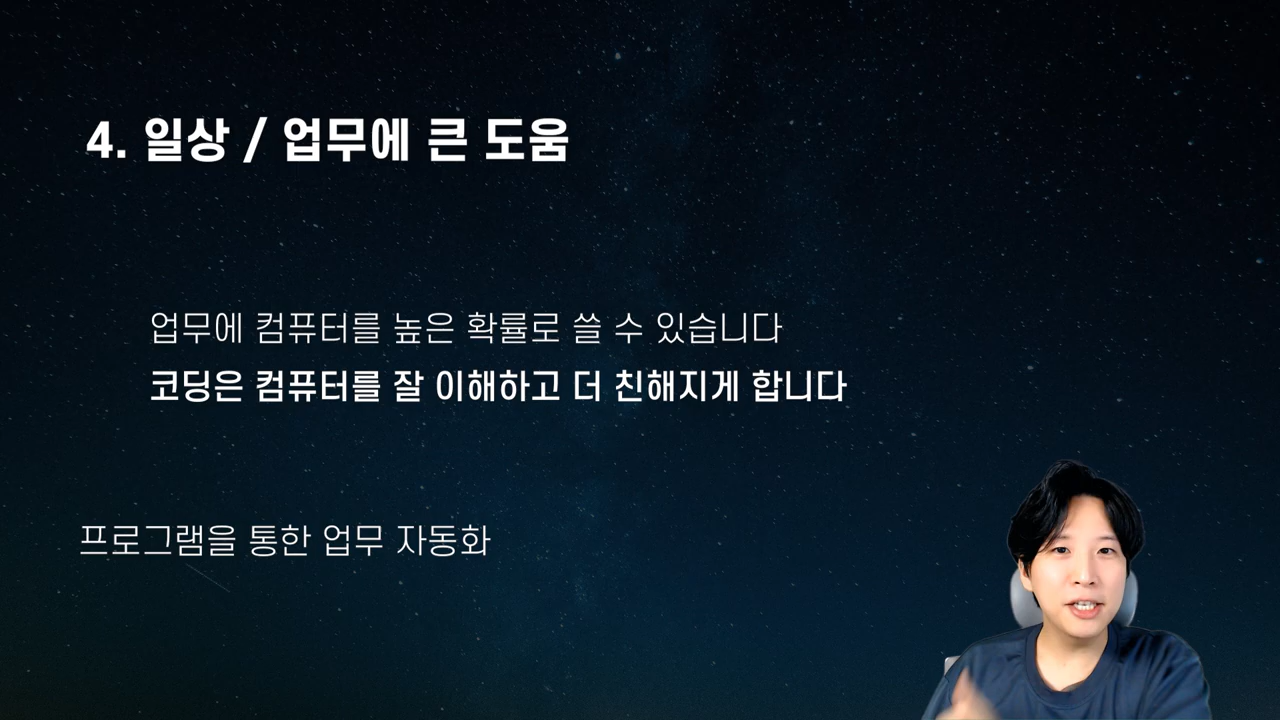 4. 일상 / 업무에 큰 도움
업무에 컴퓨터를 높은 확률로 쓸 수 있습니다
코딩은 컴퓨터를 잘 이해하고 더 친해지게 합니다
프로그램을 통한 업무 자동화